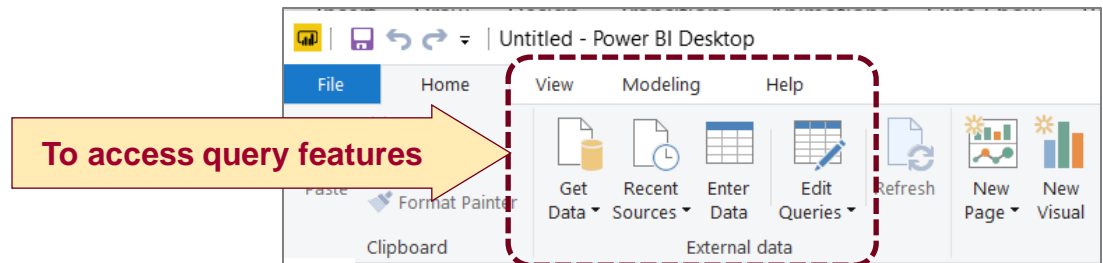 Untitled - Power BI Desktop
File Home View Modeling Help
To access query features
Paste
Format Painter
Get Data
Recent Sources
Enter Data
Edit Queries
Refresh
New Page
New Visual
Clipboard
External data